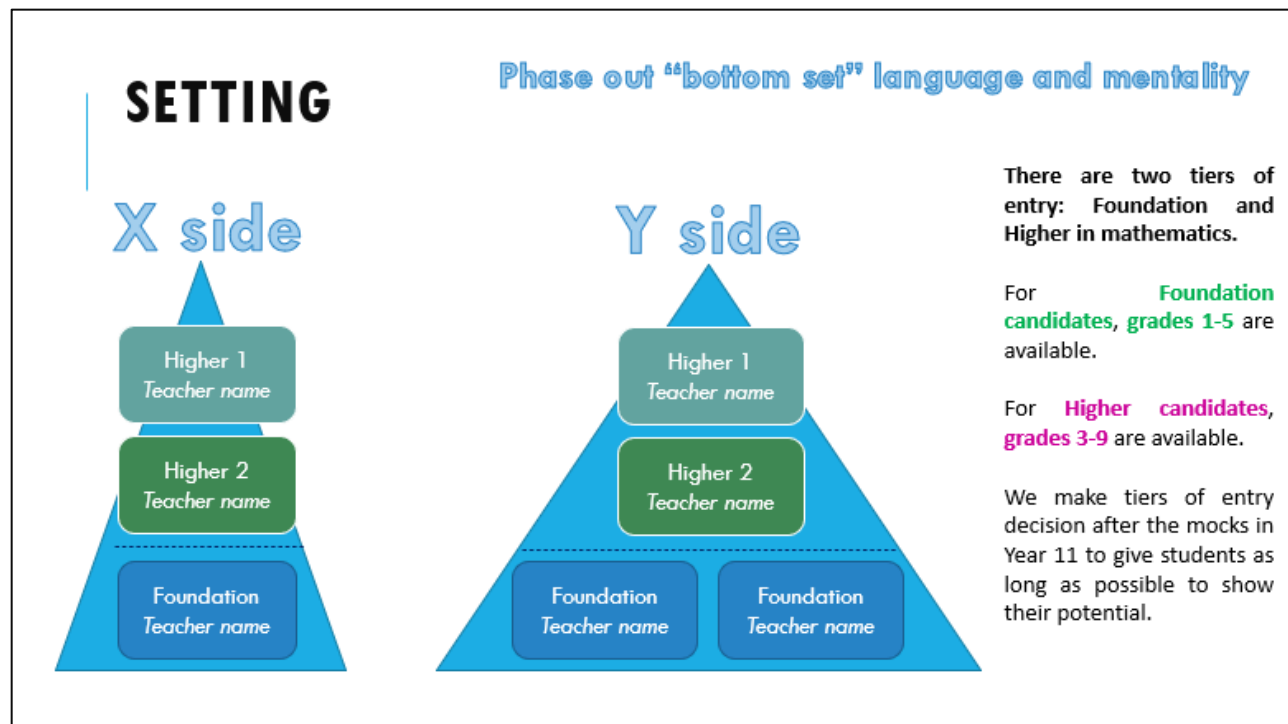 SETTING
Phase out “bottom set” language and mentality
X side
Higher 1
Teacher name
Higher 2
Teacher name
Foundation
Teacher name
Y side
Higher 1
Teacher name
Higher 2
Teacher name
Foundation
Teacher name
Foundation
Teacher name
There are two tiers of
entry: Foundation and
Higher in mathematics.
For Foundation
candidates, grades 1-5 are
available.
For Higher candidates,
grades 3-9 are available.
We make tiers of entry
decision after the mocks in
Year 11 to give students as
long as possible to show
their potential.